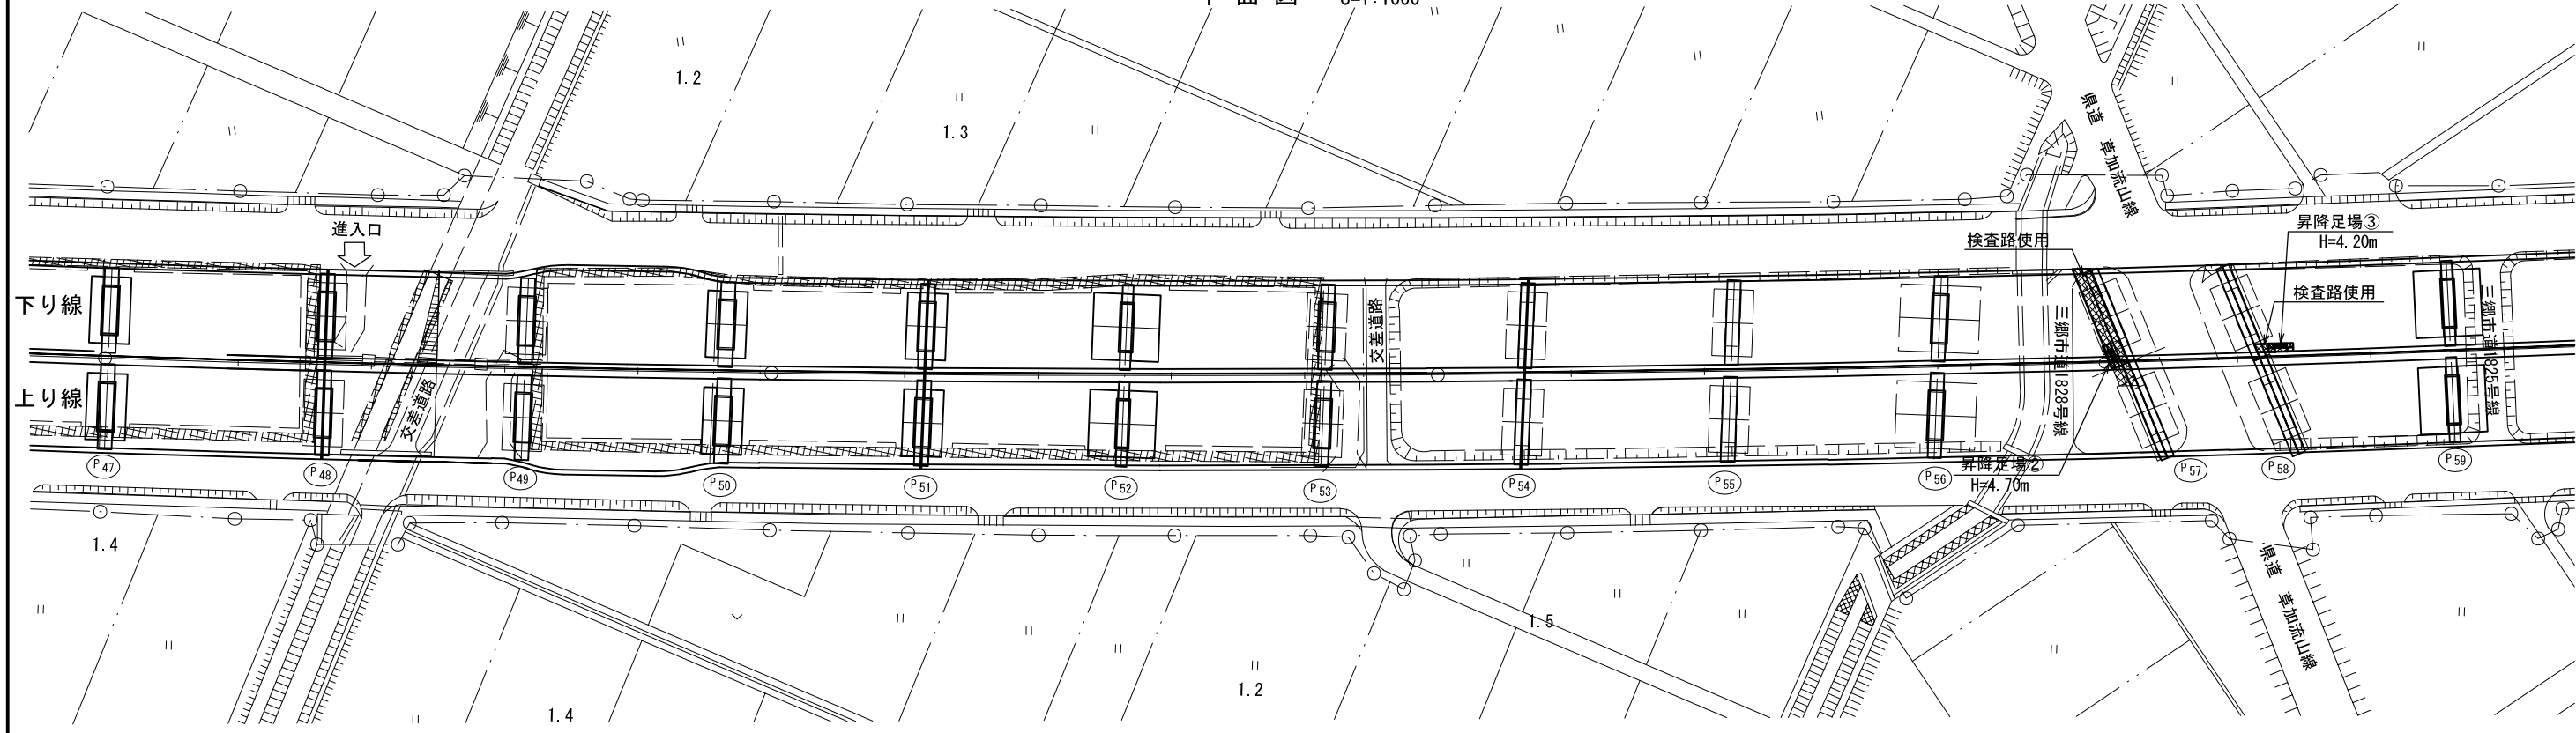 1.2
1.3
進入口
下り線
上り線
交差道路
交差道路
県道 草加流山線
検査路使用
昇降足場③
H=4.20m
検査路使用
三郷市道1828号線
三郷市道1825号線
昇降足場②
H=4.70m
P47
P48
P49
P50
P51
P52
P53
P54
P55
P56
P57
P58
P59
1.4
1.4
1.2
1.5
県道 草加流山線